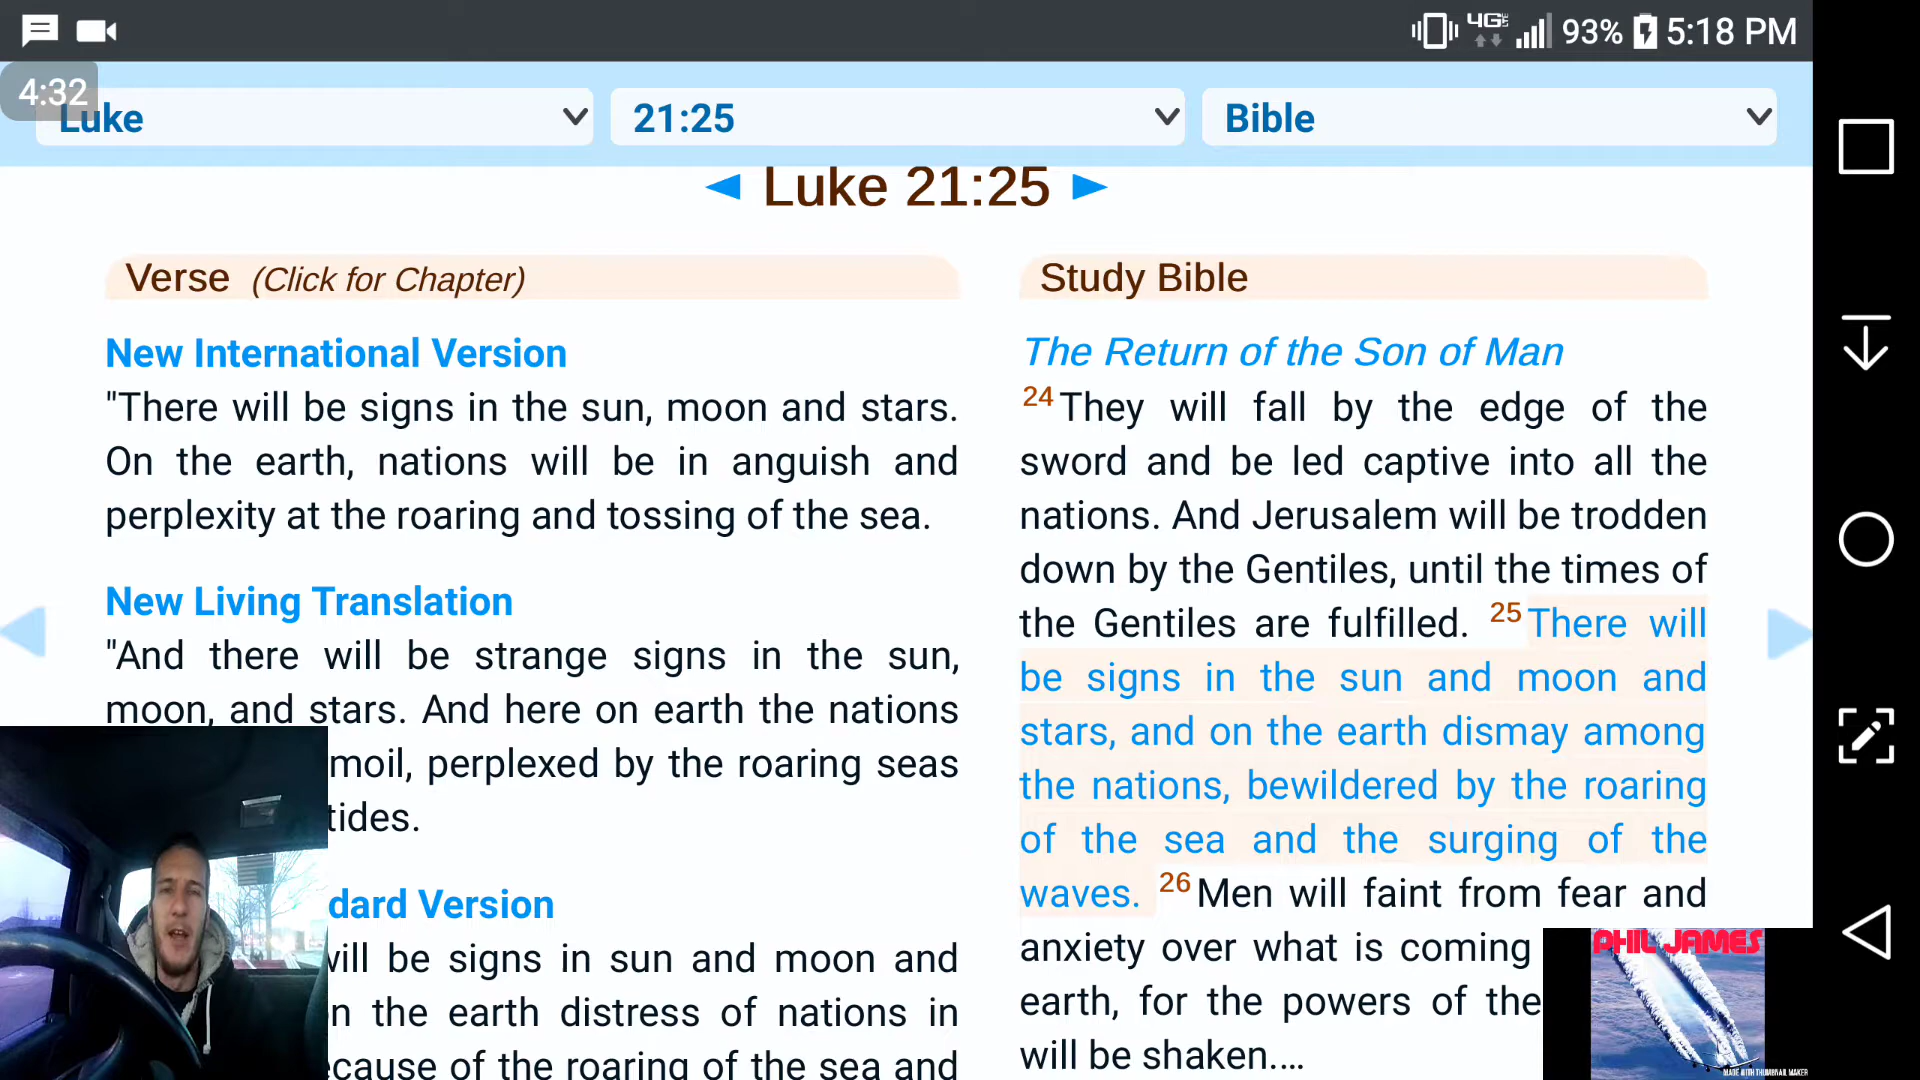 4G LTE 93% 5:18 PM
4:32
Luke 21:25 Bible
Luke 21:25
Verse (Click for Chapter)
New International Version
"There will be signs in the sun, moon and stars.
On the earth, nations will be in anguish and
perplexity at the roaring and tossing of the sea.
New Living Translation
"And there will be strange signs in the sun,
moon, and stars. And here on earth the nations
moil, perplexed by the roaring seas
tides.
dard Version
will be signs in sun and moon and
n the earth distress of nations in
ecause of the roaring of the sea and
Study Bible
The Return of the Son of Man
24 They will fall by the edge of the
sword and be led captive into all the
nations. And Jerusalem will be trodden
down by the Gentiles, until the times of
the Gentiles are fulfilled. 25 There will
be signs in the sun and moon and
stars, and on the earth dismay among
the nations, bewildered by the roaring
of the sea and the surging of the
waves. 26 Men will faint from fear and
anxiety over what is coming
earth, for the powers of the
will be shaken....
PHIL JAMES
MADE WITH THUMBNAIL MAKER